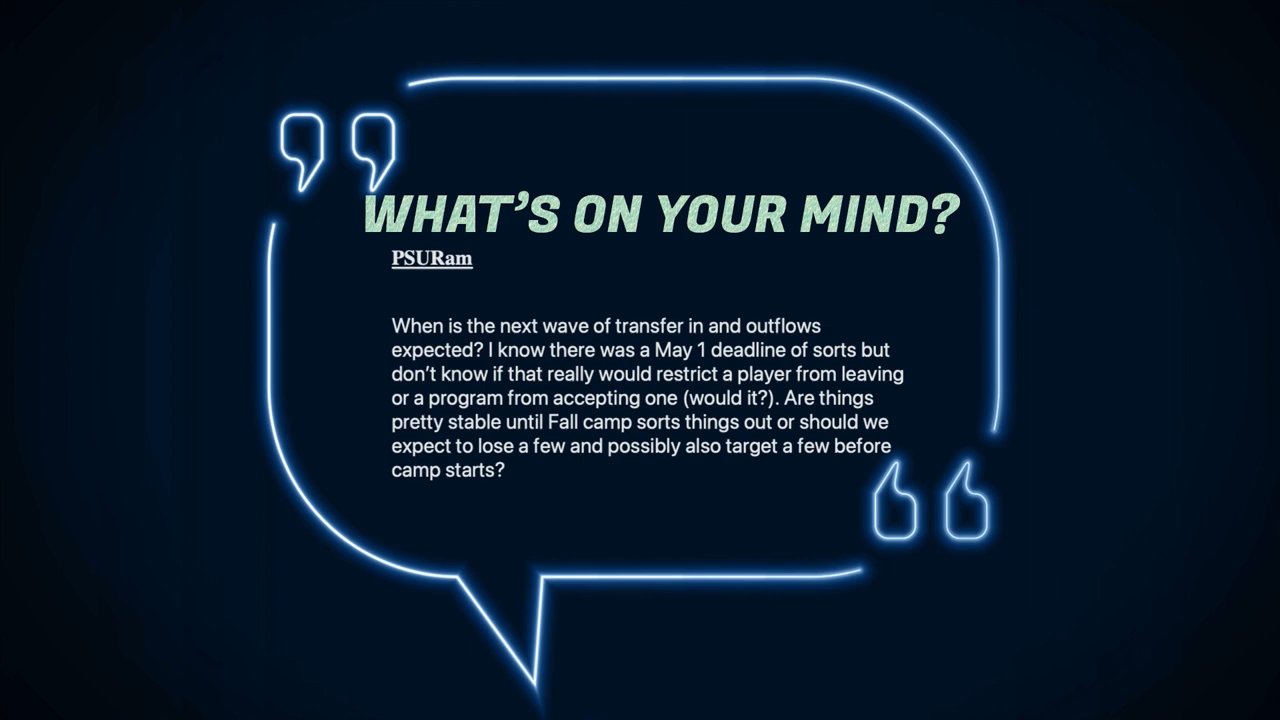 WHAT'S ON YOUR MIND?
PSURam
When is the next wave of transfer in and outflows
expected? I know there was a May 1 deadline of sorts but
don't know if that really would restrict a player from leaving
or a program from accepting one (would it?). Are things
pretty stable until Fall camp sorts things out or should we
expect to lose a few and possibly also target a few before
camp starts?